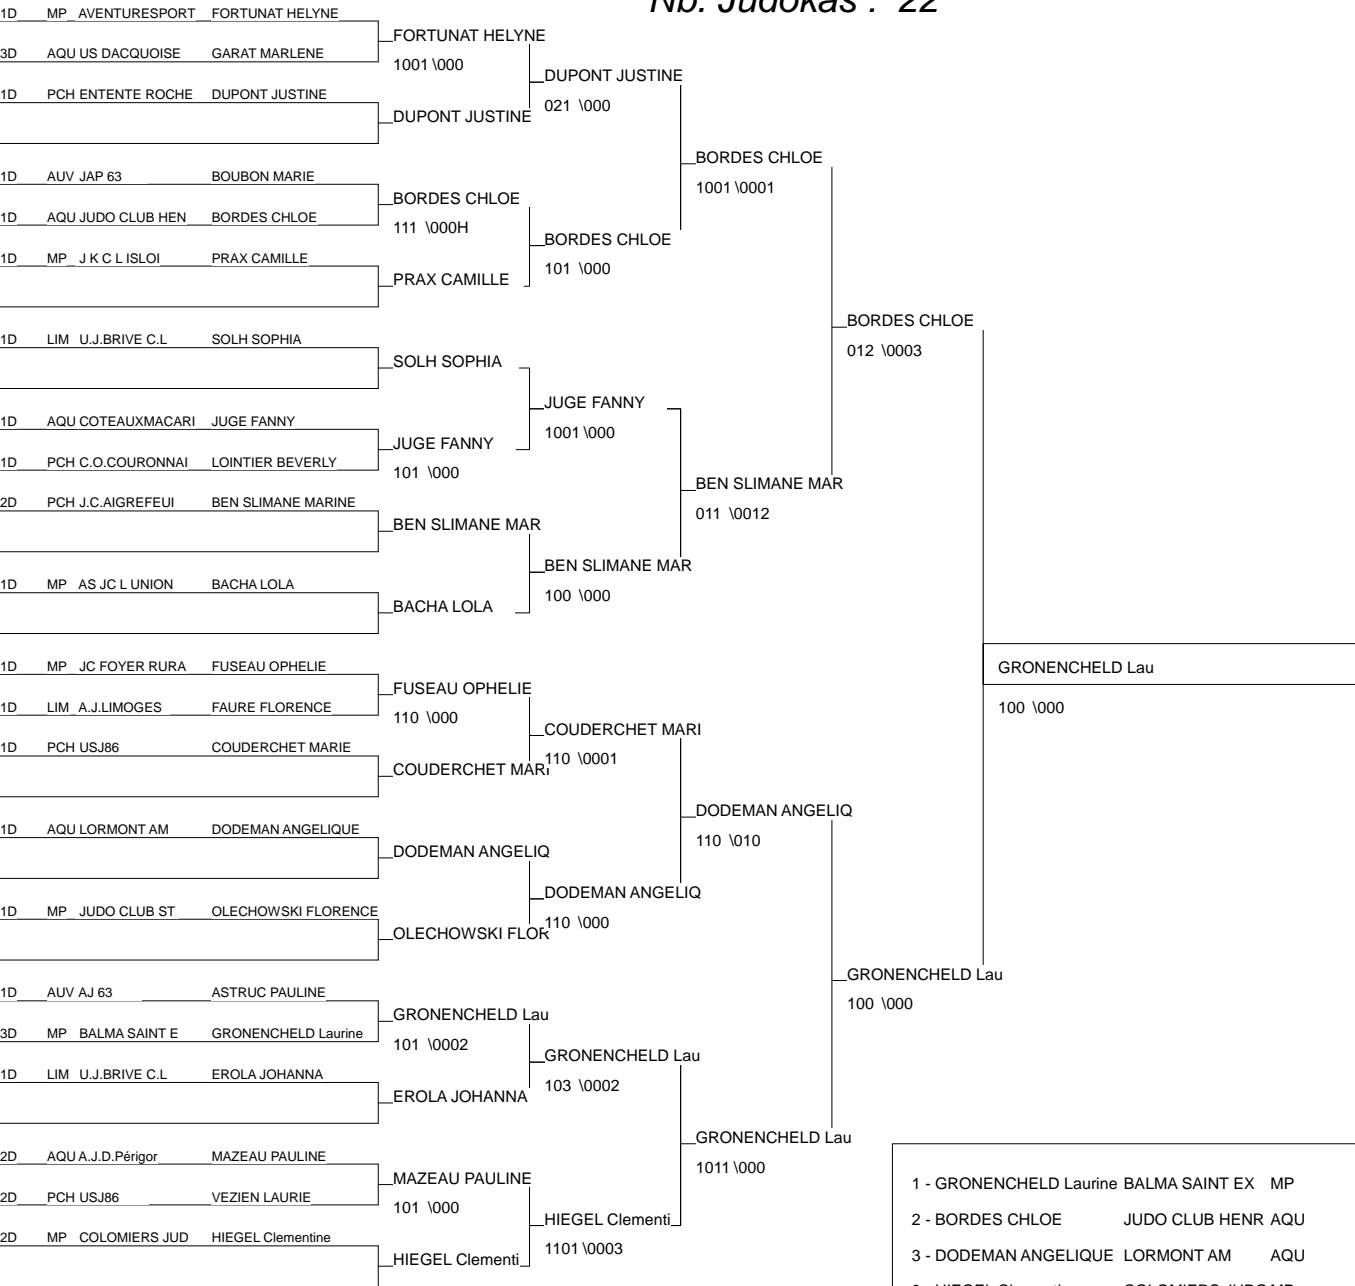 Nb. Judokas :  22
1D MP AVENTURESPORT FORTUNAT HELYNE
3D AQU US DACQUOISE GARAT MARLENE
1D PCH ENTENTE ROCHE DUPONT JUSTINE
1D AUV JAP 63 BOUBON MARIE
1D AQU JUDO CLUB HEN BORDES CHLOE
1D MP J K C L ISLOI PRAX CAMILLE
1D LIM U.J.BRIVE C.L SOLH SOPHIA
1D AQU COTEAUXMACARI JUGE FANNY
1D PCH C.O.COURONNAI LOINTIER BEVERLY
2D PCH J.C.AIGREFEUI BEN SLIMANE MARINE
1D MP AS JC L UNION BACHA LOLA
1D MP JC FOYER RURA FUSEAU OPHELIE
1D LIM A.J.LIMOGES FAURE FLORENCE
1D PCH USJ86 COUDERCHET MARIE
1D AQU LORMONT AM DODEMAN ANGELIQUE
1D MP JUDO CLUB ST OLECHOWSKI FLORENCE
1D AUV AJ 63 ASTRUC PAULINE
3D MP BALMA SAINT E GRONENCHELD Laurine
1D LIM U.J.BRIVE C.L EROLA JOHANNA
2D AQU A.J.D.Périgor MAZEAU PAULINE
2D PCH USJ86 VEZIEN LAURIE
2D MP COLOMIERS JUD HIEGEL Clementine
FORTUNAT HELYNE
1001 \000
DUPONT JUSTINE
BORDES CHLOE
111 \000H
PRAX CAMILLE
SOLH SOPHIA
JUGE FANNY
101 \000
BEN SLIMANE MAR
BACHA LOLA
FUSEAU OPHELIE
110 \000
COUDERCHET MARI
DODEMAN ANGELIQ
OLECHOWSKI FLOR
GRONENCHELD Lau
101 \0002
EROLA JOHANNA
MAZEAU PAULINE
101 \000
HIEGEL Clementi
DUPONT JUSTINE
021 \000
BORDES CHLOE
101 \000
JUGE FANNY
1001 \000
BEN SLIMANE MAR
100 \000
COUDERCHET MARI
110 \0001
DODEMAN ANGELIQ
110 \000
GRONENCHELD Lau
103 \0002
HIEGEL Clementi
1101 \0003
BORDES CHLOE
1001 \0001
BEN SLIMANE MAR
011 \0012
DODEMAN ANGELIQ
110 \010
GRONENCHELD Lau
1011 \000
BORDES CHLOE
012 \0003
GRONENCHELD Lau
100 \000
GRONENCHELD Lau
100 \000
1 - GRONENCHELD Laurine BALMA SAINT EX MP
2 - BORDES CHLOE JUDO CLUB HENR AQU
3 - DODEMAN ANGELIQUE LORMONT AM AQU